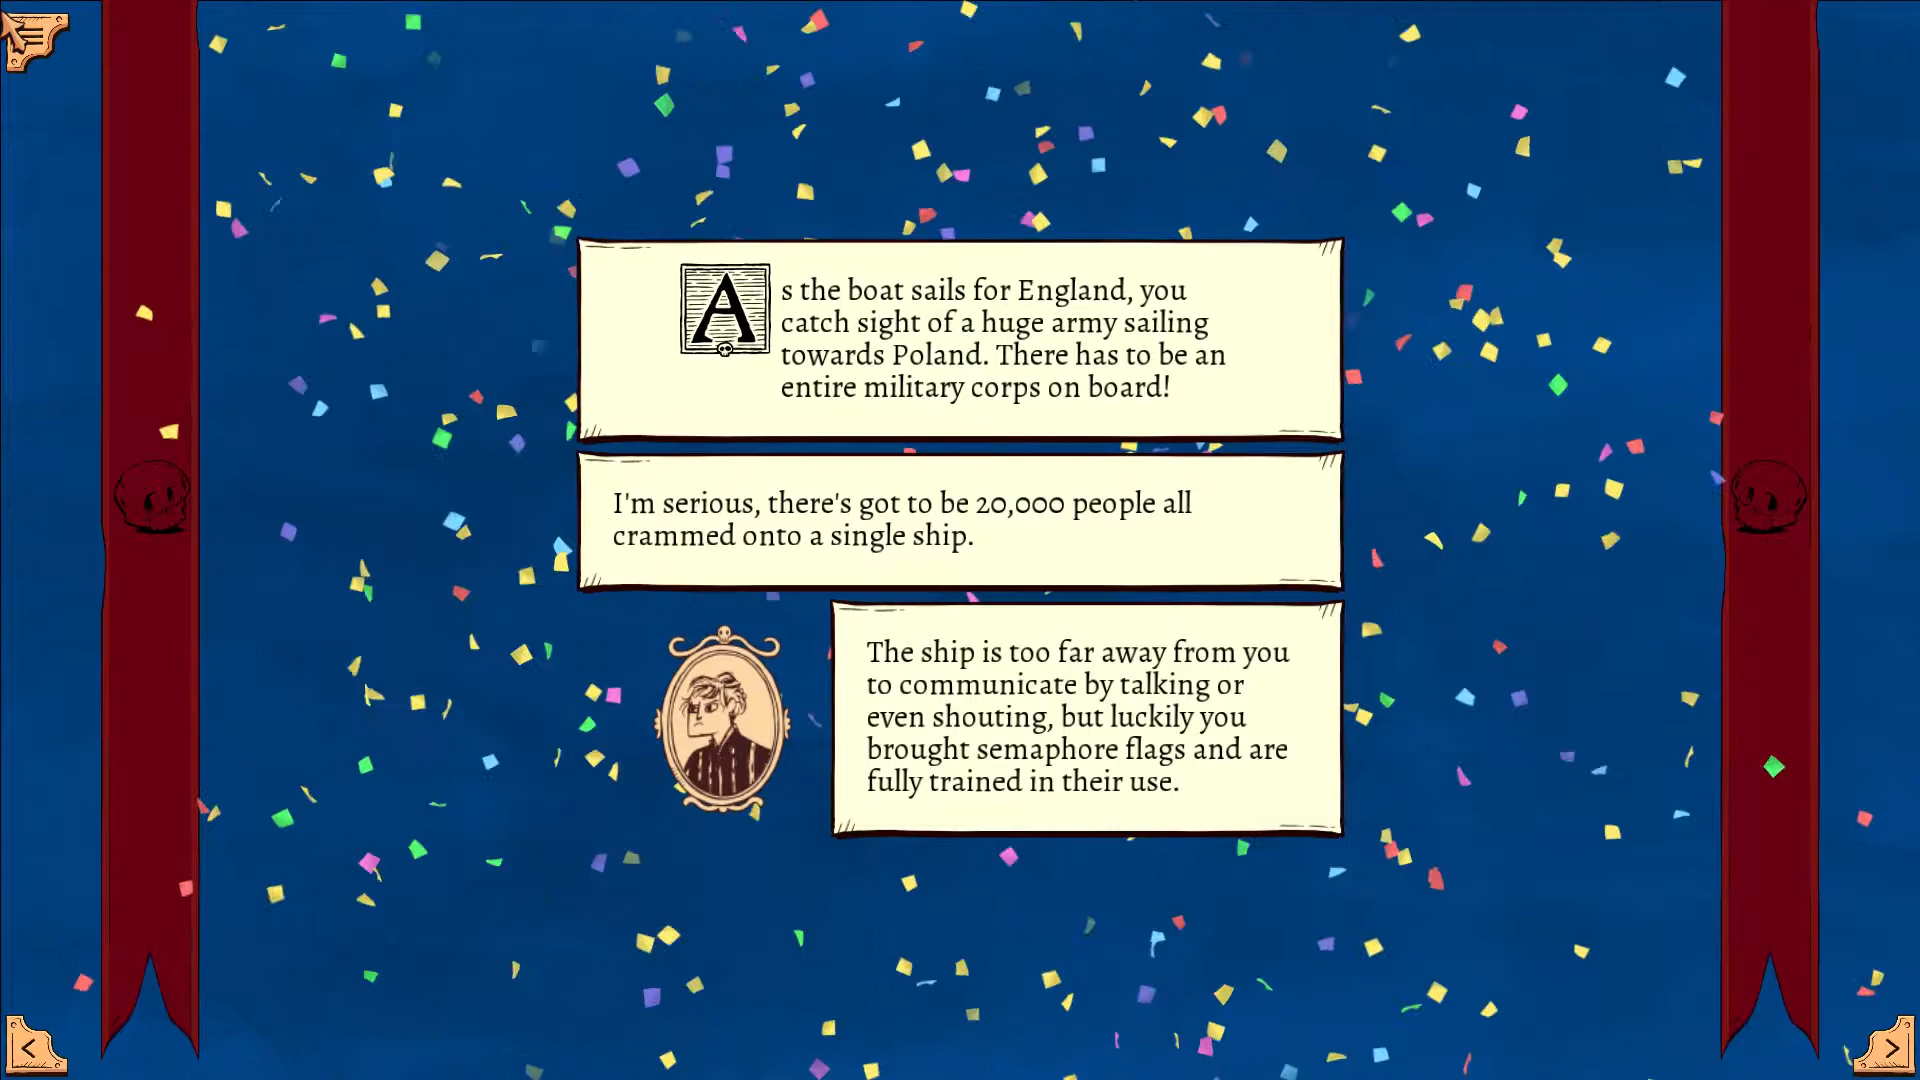 As the boat sails for England, you
catch sight of a huge army sailing
towards Poland. There has to be an
entire military corps on board!
I'm serious, there's got to be 20,000 people all
crammed onto a single ship.
The ship is too far away from you
to communicate by talking or
even shouting, but luckily you
brought semaphore flags and are
fully trained in their use.
<
>